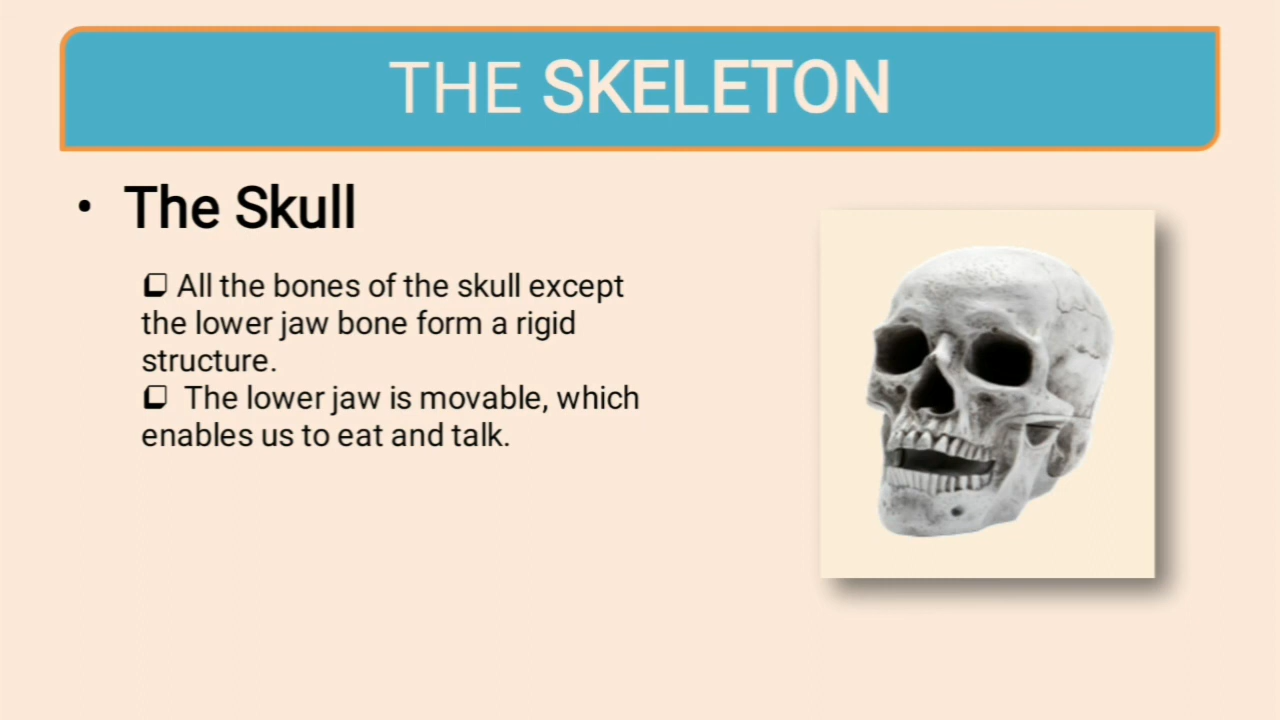 THE SKELETON
• The Skull
❑ All the bones of the skull except
the lower jaw bone form a rigid
structure.
❑ The lower jaw is movable, which
enables us to eat and talk.